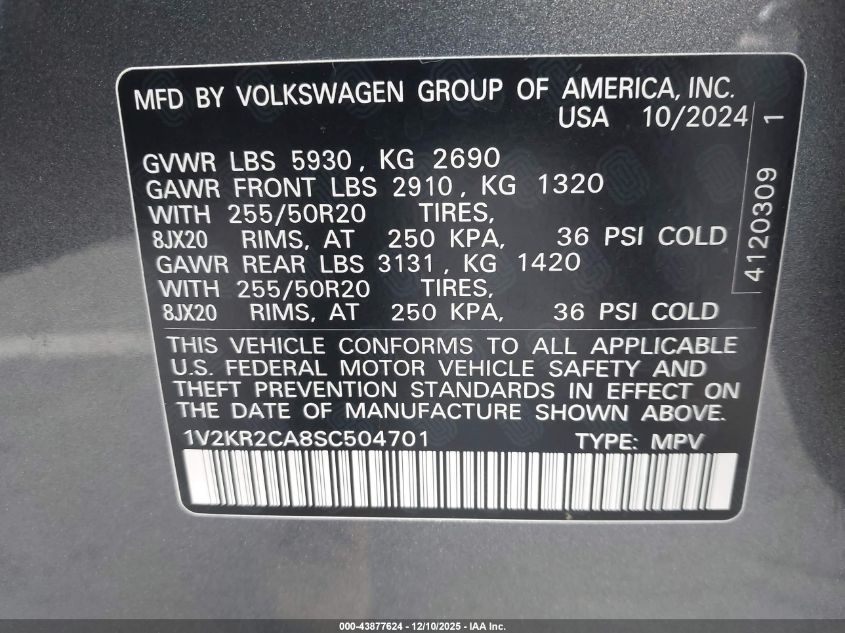 MFD BY VOLKSWAGEN GROUP OF AMERICA, INC.
USA 10/2024 1
GVWR LBS 5930, KG 2690
GAWR FRONT LBS 2910, KG 1320
WITH 255/50R20 TIRES,
8JX20 RIMS, AT 250 KPA, 36 PSI COLD
GAWR REAR LBS 3131, KG 1420
WITH 255/50R20 TIRES,
8JX20 RIMS, AT 250 KPA, 36 PSI COLD
4120309
THIS VEHICLE CONFORMS TO ALL APPLICABLE
U.S. FEDERAL MOTOR VEHICLE SAFETY AND
THEFT PREVENTION STANDARDS IN EFFECT ON
THE DATE OF MANUFACTURE SHOWN ABOVE.
1V2KR2CA8SC504701 TYPE: MPV
000-43877624 - 12/10/2025 - IAA Inc.